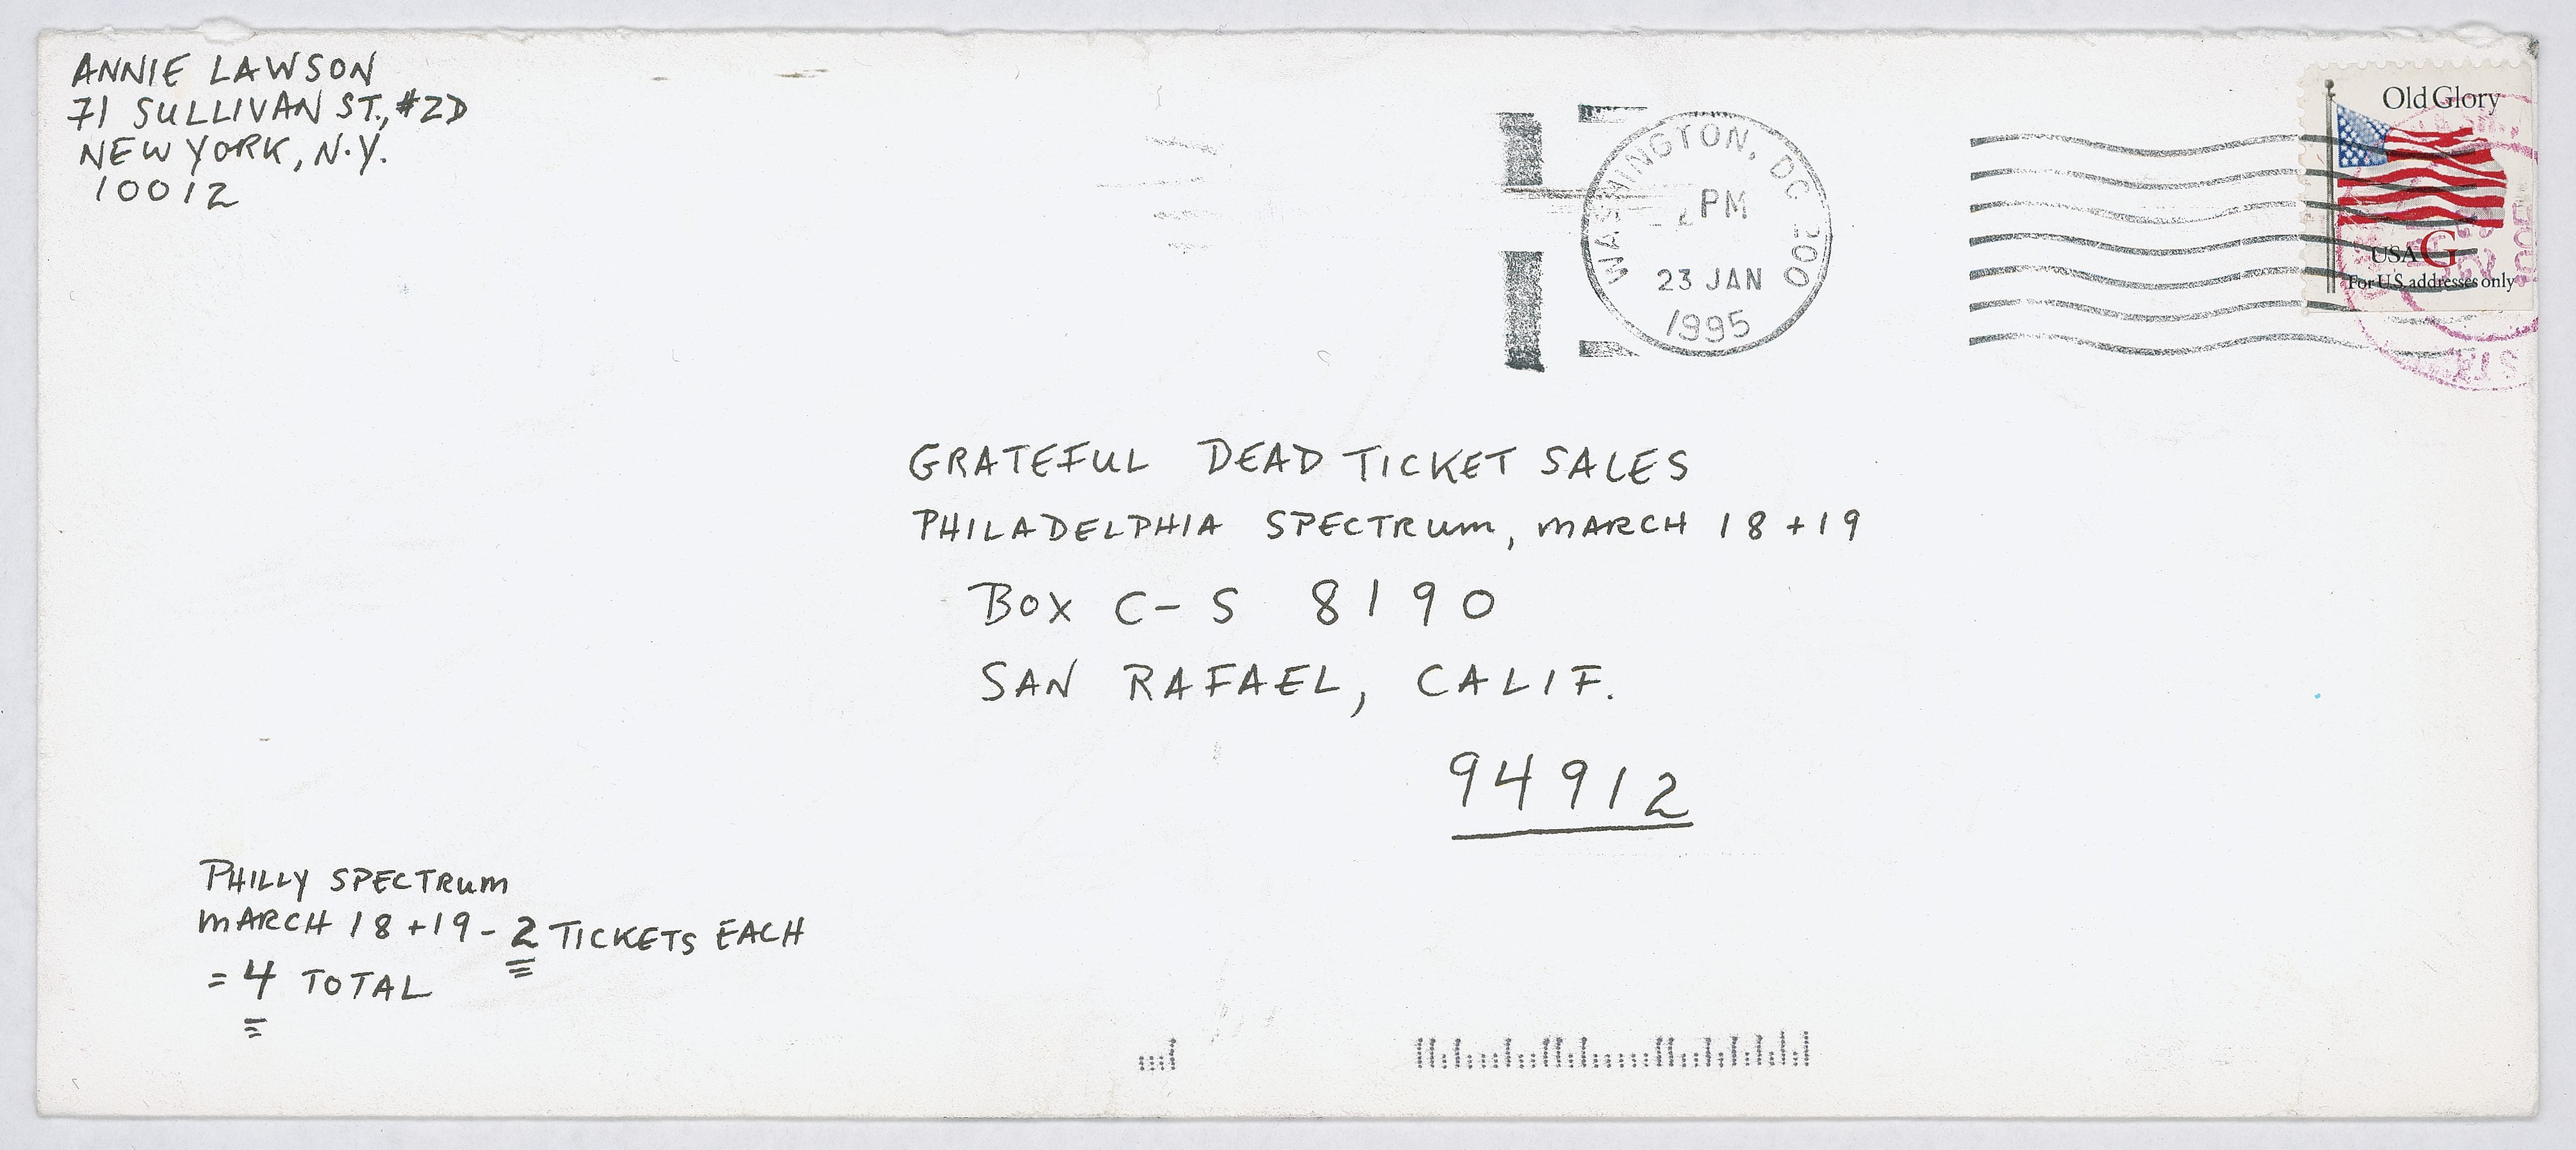 ANNIE LAWSON
71 SULLIVAN ST., #2D
NEW YORK, N.Y.
10012
WASHINGTON, DC 200
PM
23 JAN
1995
Old Glory
USA G
For U.S. addresses only
GRATEFUL DEAD TICKET SALES
PHILADELPHIA SPECTRUM, MARCH 18 + 19
BOX C-S 8190
SAN RAFAEL, CALIF.
94912
PHILLY SPECTRUM
MARCH 18 + 19 - 2 TICKETS EACH
= 4 TOTAL